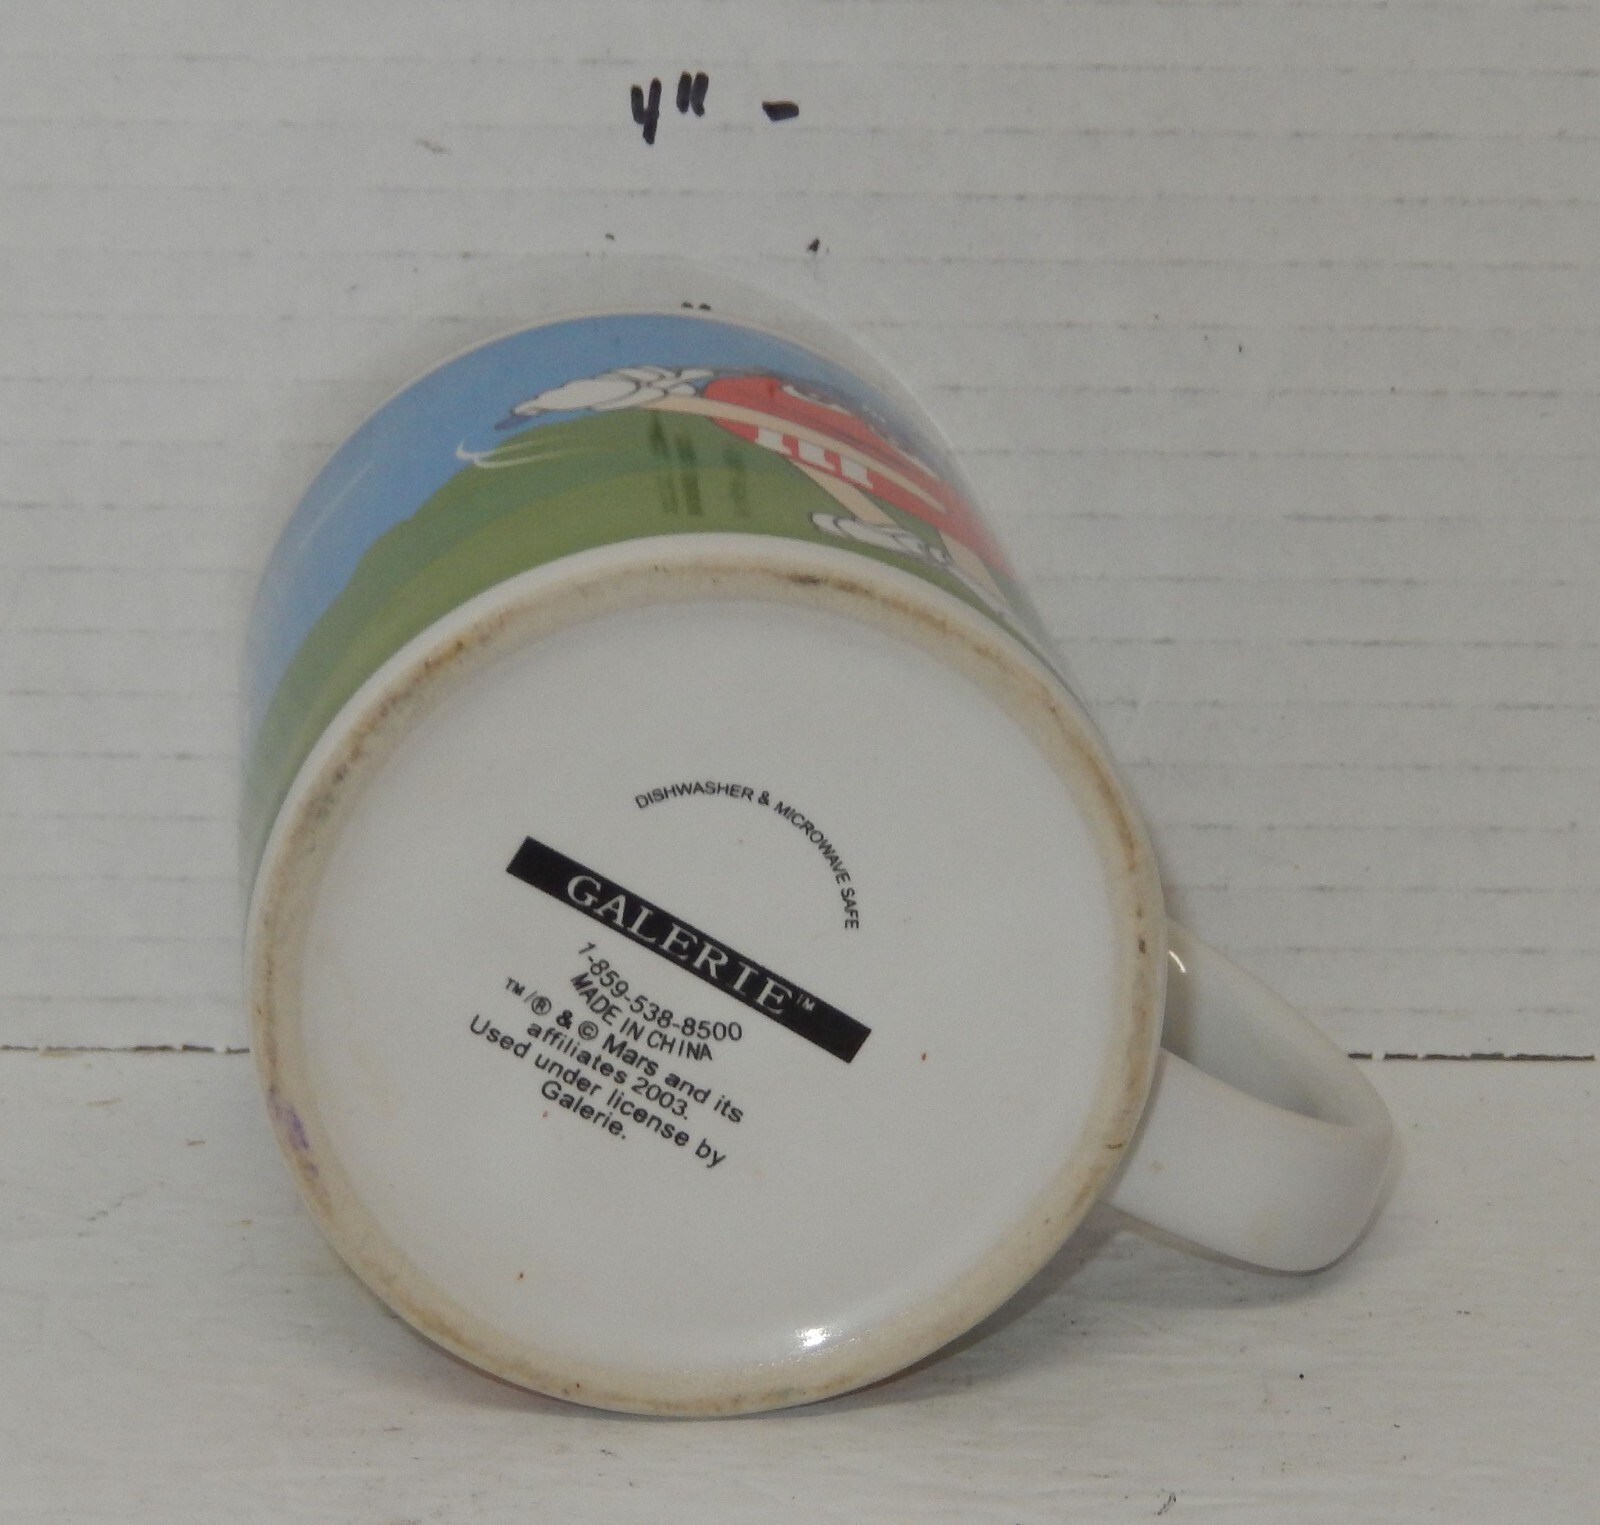 4" -
m
DISHWASHER & MICROWAVE SAFE
GALERIE™
1-859-538-8500
MADE IN CHINA
™/® & © Mars and its
affiliates 2003.
Used under license by
Galerie.